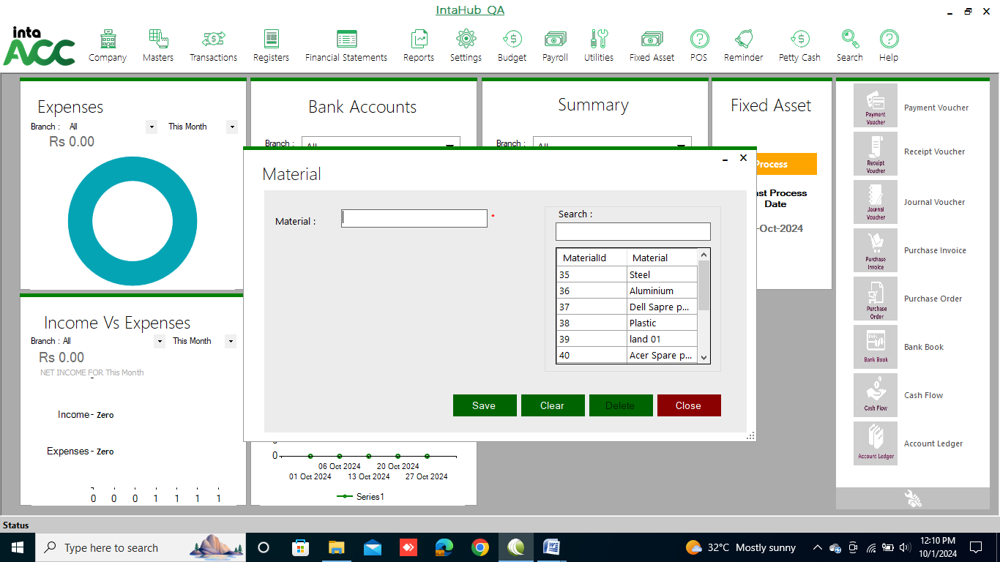 IntaHub_QA
inta
ACC
Company
Masters
Transactions
Registers
Financial Statements
Reports
Settings
Budget
Payroll
Utilities
Fixed Asset
POS
Reminder
Petty Cash
Search
Help
Expenses
Branch : All This Month
Rs 0.00
Bank Accounts
Branch : All
Summary
Branch : All
Fixed Asset
Process
st Process
Date
-Oct-2024
Payment Voucher
Payment Voucher
Receipt Voucher
Receipt Voucher
Journal Voucher
Journal Voucher
Purchase Invoice
Purchase Invoice
Purchase Order
Purchase Order
Bank Book
Bank Book
Cash Flow
Cash Flow
Account Ledger
Account Ledger
Material
Material :
*
Search :
MaterialId Material
35 Steel
36 Aluminium
37 Dell Sapre p...
38 Plastic
39 land 01
40 Acer Spare p...
Save Clear Delete Close
Income Vs Expenses
Branch : All This Month
Rs 0.00
NET INCOME FOR This Month
Income - Zero
Expenses - Zero
0 0 0 1 1 1 1
0
06 Oct 2024 20 Oct 2024
01 Oct 2024 13 Oct 2024 27 Oct 2024
Series1
Status
Type here to search
32°C Mostly sunny
12:10 PM
10/1/2024